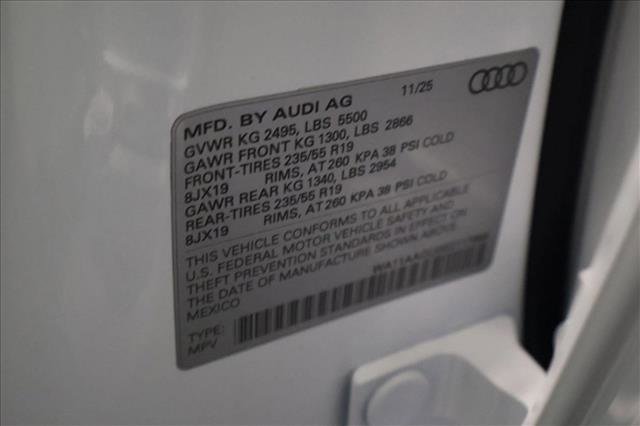 MFD. BY AUDI AG 11/25
GVWR KG 2495, LBS 5500
GAWR FRONT KG 1300, LBS 2866
FRONT-TIRES 235/55 R19
8JX19 RIMS, AT 260 KPA 38 PSI COLD
GAWR REAR KG 1340, LBS 2954
REAR-TIRES 235/55 R19
8JX19 RIMS, AT 260 KPA 38 PSI COLD
THIS VEHICLE CONFORMS TO ALL APPLICABLE
U.S. FEDERAL MOTOR VEHICLE SAFETY AND
THEFT PREVENTION STANDARDS IN EFFECT ON
THE DATE OF MANUFACTURE SHOWN ABOVE.
MEXICO
TYPE:
MPV